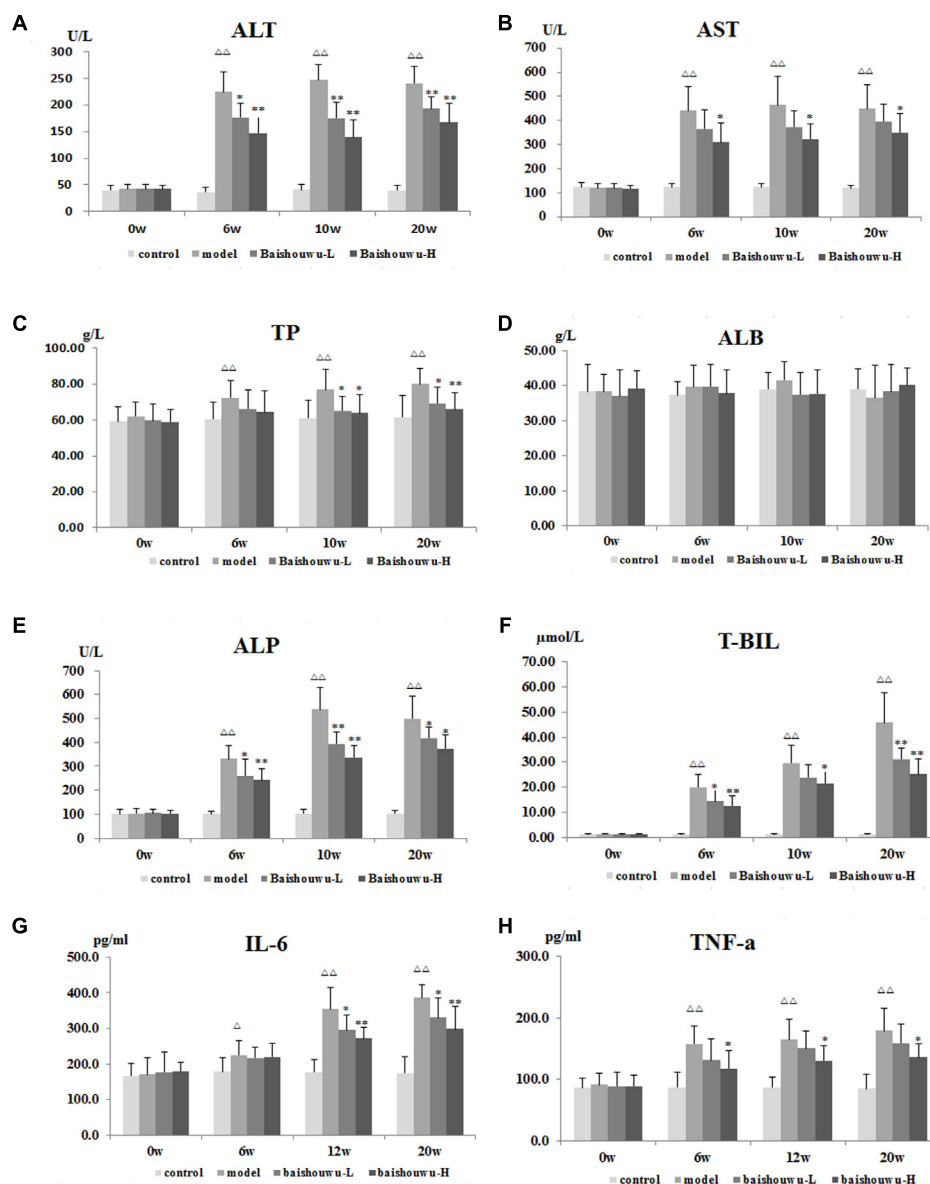 A
ALT
U/L
300
250
200
150
100
50
0
△△
*
**
△△
**
**
△△
**
**
0w
6w
10w
20w
control
model
Baishouwu-L
Baishouwu-H
B
AST
U/L
700
600
500
400
300
200
100
0
△△
*
△△
*
△△
*
0w
6w
10w
20w
control
model
Baishouwu-L
Baishouwu-H
C
TP
g/L
100.00
80.00
60.00
40.00
20.00
0.00
△△
△△
*
*
△△
*
**
0w
6w
10w
20w
control
model
Baishouwu-L
Baishouwu-H
D
ALB
g/L
50.00
40.00
30.00
20.00
10.00
0.00
0w
6w
10w
20w
control
model
Baishouwu-L
Baishouwu-H
E
ALP
U/L
700
600
500
400
300
200
100
0
△△
*
**
△△
**
**
△△
*
*
0w
6w
10w
20w
control
model
Baishouwu-L
Baishouwu-H
F
T-BIL
µmol/L
70.00
60.00
50.00
40.00
30.00
20.00
10.00
0.00
△△
*
**
△△
*
△△
**
**
0w
6w
10w
20w
control
model
Baishouwu-L
Baishouwu-H
G
IL-6
pg/ml
500.0
400.0
300.0
200.0
100.0
0.0
△
△△
*
**
△△
*
**
0w
6w
12w
20w
control
model
baishouwu-L
baishouwu-H
H
TNF-a
pg/ml
300.0
200.0
100.0
0.0
△△
*
△△
*
△△
*
0w
6w
12w
20w
control
model
baishouwu-L
baishouwu-H